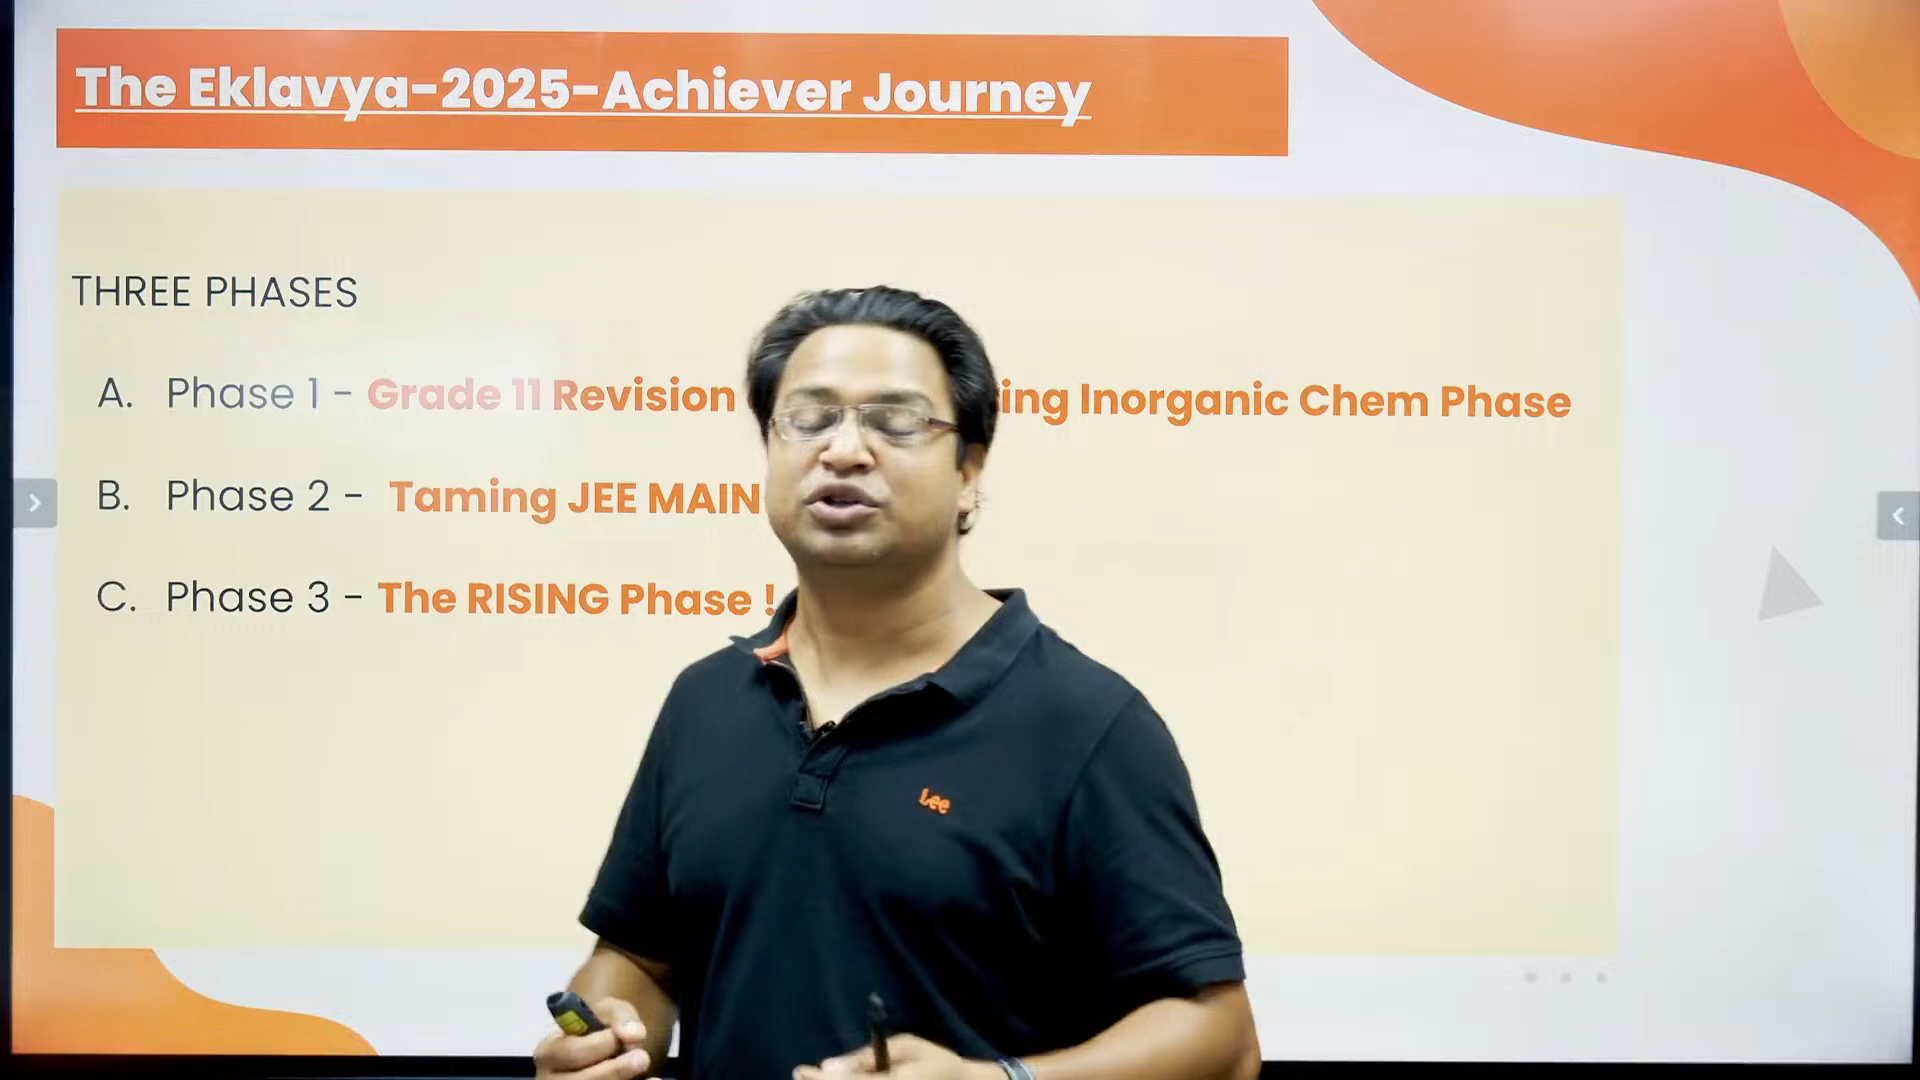 The Eklavya-2025-Achiever Journey
THREE PHASES
A. Phase 1 - Grade 11 Revision ing Inorganic Chem Phase
B. Phase 2 - Taming JEE MAIN
C. Phase 3 - The RISING Phase !
Lee